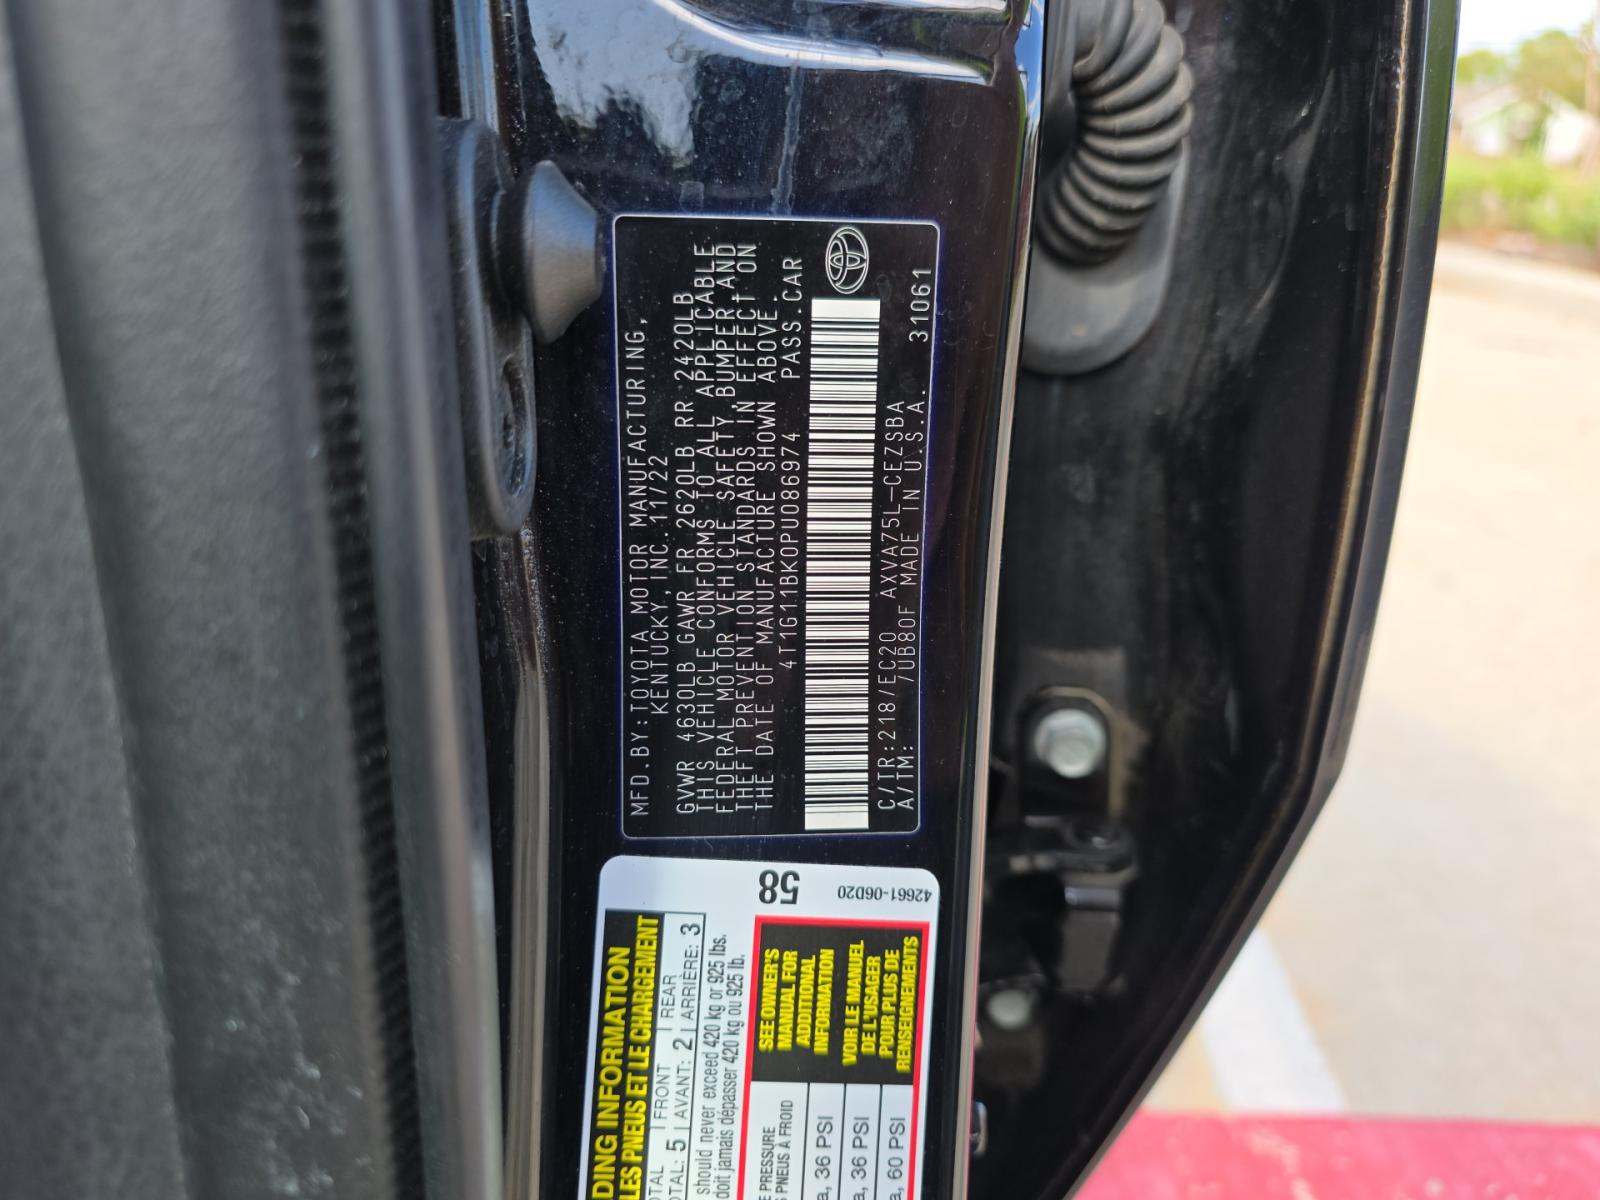 MFD.BY:TOYOTA MOTOR MANUFACTURING,
KENTUCKY, INC. 11/22
GVWR 4630LB GAWR FR 2620LB RR 2420LB
THIS VEHICLE CONFORMS TO ALL APPLICABLE
FEDERAL MOTOR VEHICLE SAFETY, BUMPER, AND
THEFT PREVENTION STANDARDS IN EFFECT ON
THE DATE OF MANUFACTURE SHOWN ABOVE.
4T1G11BK0PU086974 PASS.CAR
C/TR:218/EC20 AXVA75L-CEZSBA
A/TM: /UB80F MADE IN U.S.A. 31061
58
42661-06D20
DING INFORMATION
LES PNEUS ET LE CHARGEMENT
TAL FRONT REAR
TAL: 5 AVANT: 2 ARRIÈRE: 3
should never exceed 420 kg or 925 lbs.
doit jamais dépasser 420 kg ou 925 lb.
SEE OWNER'S
MANUAL FOR
ADDITIONAL
INFORMATION
VOIR LE MANUEL
DE L'USAGER
POUR PLUS DE
RENSEIGNEMENTS
E PRESSURE
S PNEUS À FROID
a, 36 PSI
a, 36 PSI
a, 60 PSI